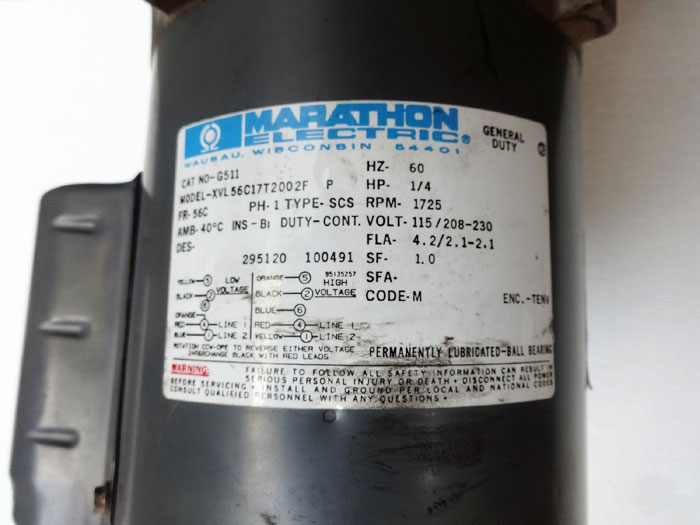 MARATHON
ELECTRIC®
WAUSAU, WISCONSIN 54401
GENERAL DUTY
CAT NO-G511
MODEL-XVL56C17T2002F P
FR-56C PH-1 TYPE-SCS
AMB-40°C INS-B1 DUTY-CONT.
DES-
295120 100491
HZ- 60
HP- 1/4
RPM- 1725
VOLT-115/208-230
FLA- 4.2/2.1-2.1
SF- 1.0
SFA-
CODE-M
ENC.-TENV
95135257
YELLOW-5 LOW VOLTAGE
BLACK-2
6
ORANGE
RED-4-LINE 1
BLUE-1-LINE 2
ORANGE-5 HIGH VOLTAGE
BLACK-2
BLUE-6
RED-4-LINE 1
YELLOW-1-LINE 2
ROTATION CCW-OPE TO REVERSE EITHER VOLTAGE
INTERCHANGE BLACK WITH RED LEADS
PERMANENTLY LUBRICATED-BALL BEARING
WARNING: FAILURE TO FOLLOW ALL SAFETY INFORMATION CAN RESULT IN
SERIOUS PERSONAL INJURY OR DEATH • DISCONNECT ALL POWER
BEFORE SERVICING • INSTALL AND GROUND PER LOCAL AND NATIONAL CODES
CONSULT QUALIFIED PERSONNEL WITH ANY QUESTIONS •